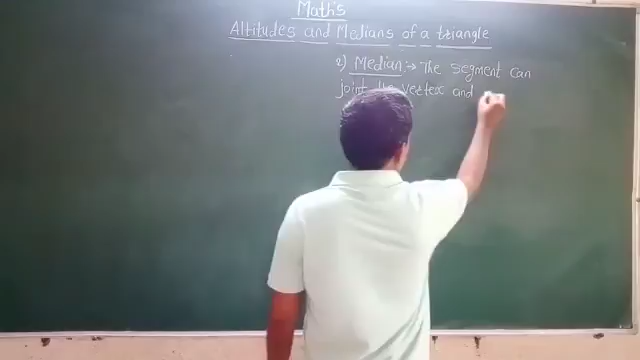 Maths
Altitudes and Medians of a triangle
2) Median :→ The segment can
joint the vertex and